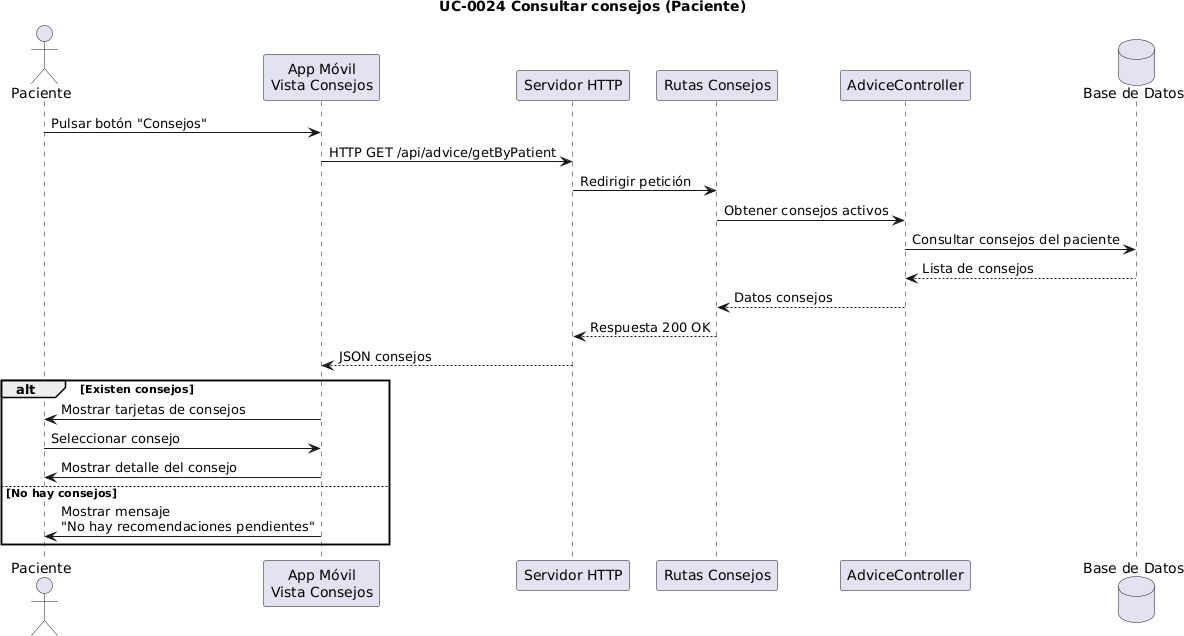 UC-0024 Consultar consejos (Paciente)
Paciente
App Móvil
Vista Consejos
Servidor HTTP
Rutas Consejos
AdviceController
Base de Datos
Pulsar botón "Consejos"
HTTP GET /api/advice/getByPatient
Redirigir petición
Obtener consejos activos
Consultar consejos del paciente
Lista de consejos
Datos consejos
Respuesta 200 OK
JSON consejos
alt
[Existen consejos]
Mostrar tarjetas de consejos
Seleccionar consejo
Mostrar detalle del consejo
[No hay consejos]
Mostrar mensaje
"No hay recomendaciones pendientes"
Paciente
App Móvil
Vista Consejos
Servidor HTTP
Rutas Consejos
AdviceController
Base de Datos